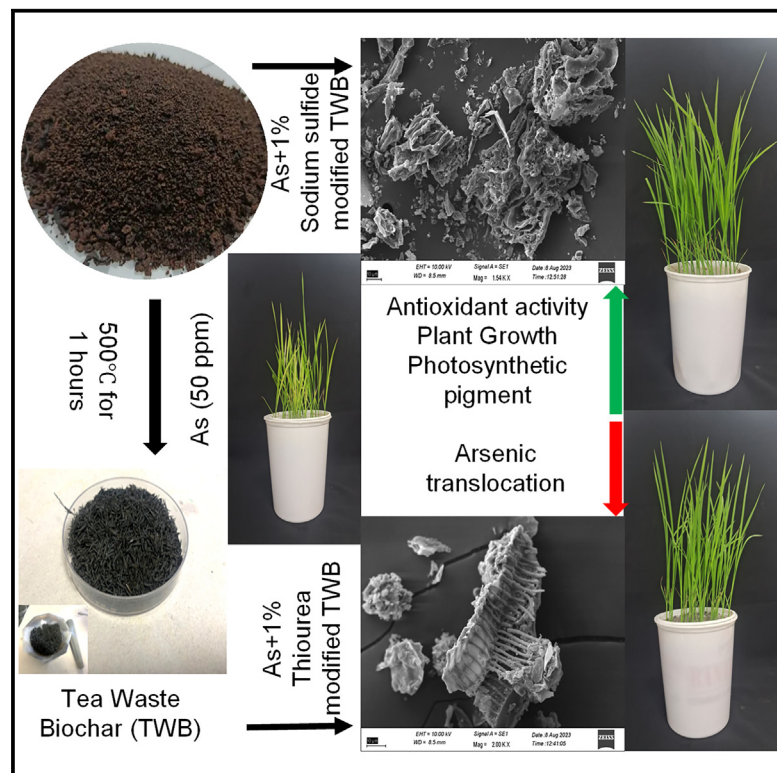 As+1%
Sodium sulfide
modified TWB
EHT = 10.00 kV
WD = 8.5 mm
Signal A = SE1
Mag = 1.54 K X
Date :8 Aug 2023
Time :12:51:28
ZEISS
500°C for
1 hours
As (50 ppm)
Antioxidant activity
Plant Growth
Photosynthetic
pigment
Arsenic
translocation
As+1%
Thiourea
modified TWB
Tea Waste
Biochar (TWB)
EHT = 10.00 kV
WD = 8.5 mm
Signal A = SE1
Mag = 2.00 K X
Date :8 Aug 2023
Time :12:41:05
ZEISS